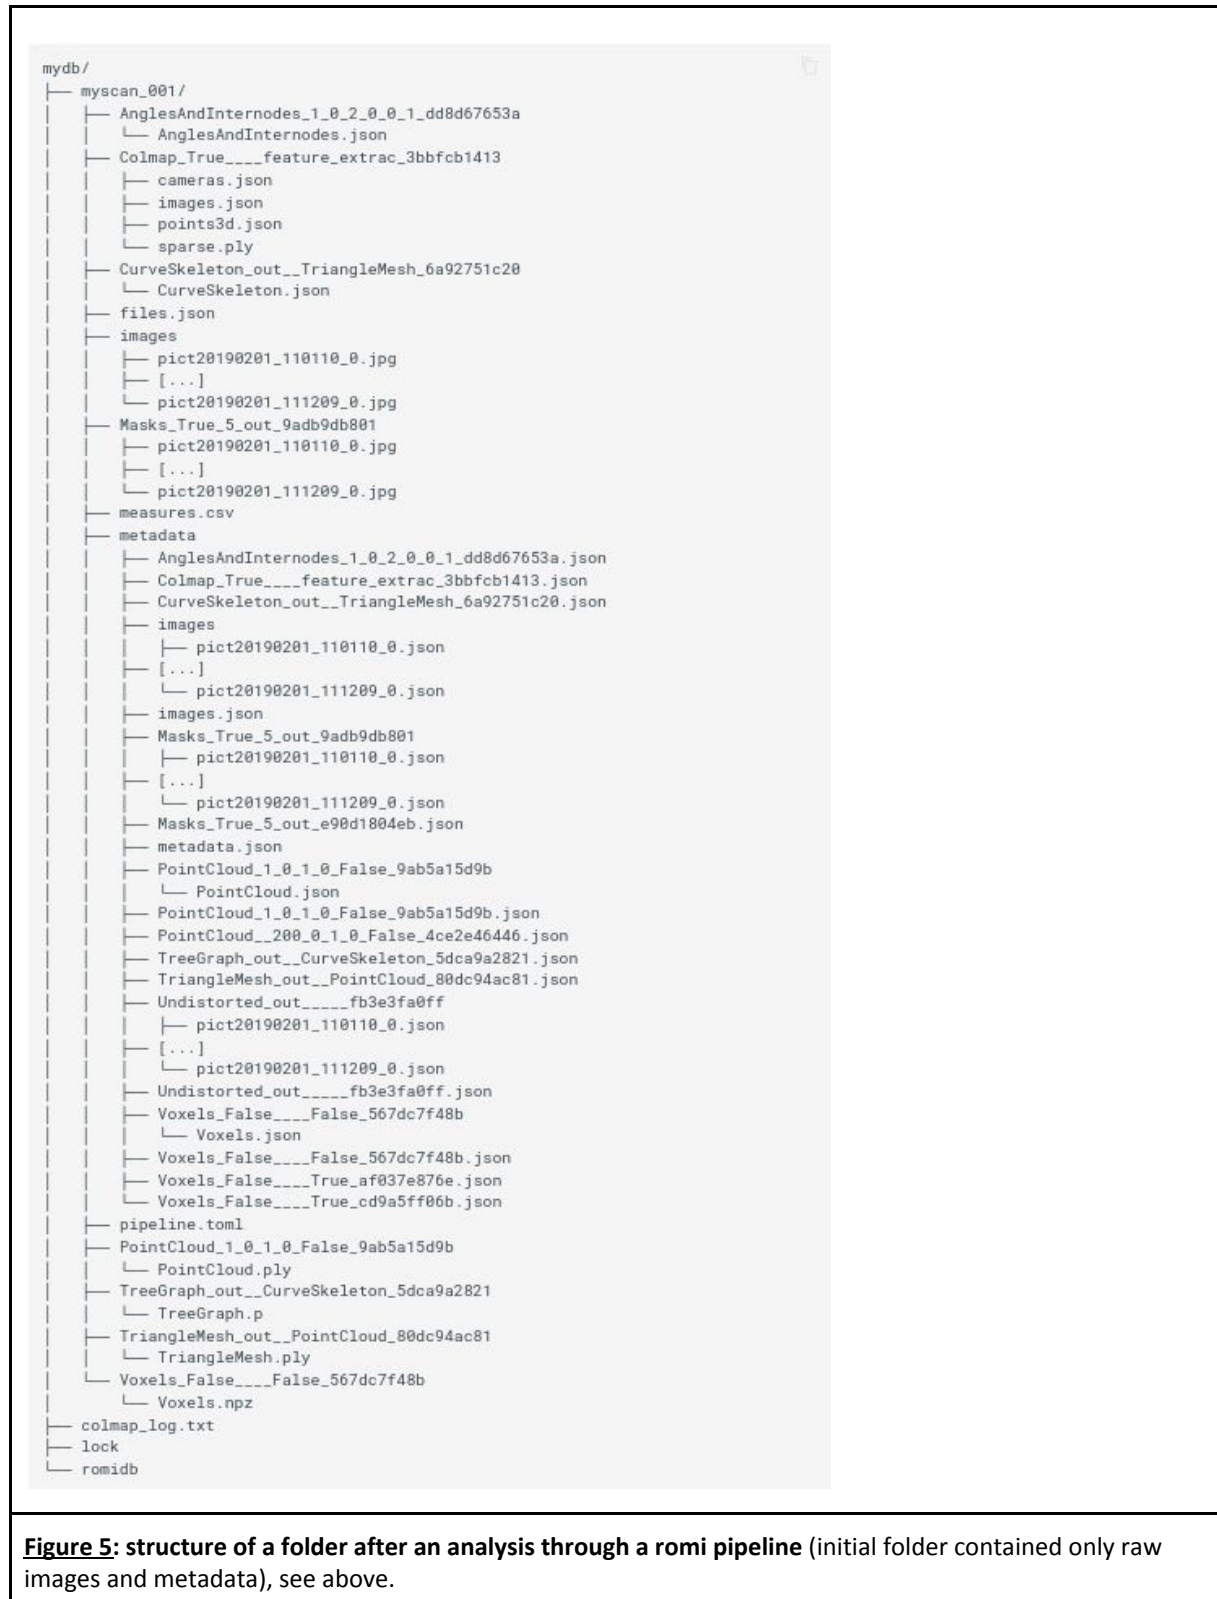 mydb/
├── myscan_001/
│   ├── AnglesAndInternodes_1_0_2_0_0_1_dd8d67653a
│   │   └── AnglesAndInternodes.json
│   ├── Colmap_True____feature_extrac_3bbfcb1413
│   │   ├── cameras.json
│   │   ├── images.json
│   │   ├── points3d.json
│   │   └── sparse.ply
│   ├── CurveSkeleton_out__TriangleMesh_6a92751c20
│   │   └── CurveSkeleton.json
│   ├── files.json
│   ├── images
│   │   ├── pict20190201_110110_0.jpg
│   │   ├── [...]
│   │   └── pict20190201_111209_0.jpg
│   ├── Masks_True_5_out_9adb9db801
│   │   ├── pict20190201_110110_0.jpg
│   │   ├── [...]
│   │   └── pict20190201_111209_0.jpg
│   ├── measures.csv
│   ├── metadata
│   │   ├── AnglesAndInternodes_1_0_2_0_0_1_dd8d67653a.json
│   │   ├── Colmap_True____feature_extrac_3bbfcb1413.json
│   │   ├── CurveSkeleton_out__TriangleMesh_6a92751c20.json
│   │   ├── images
│   │   │   ├── pict20190201_110110_0.json
│   │   ├── [...]
│   │   │   └── pict20190201_111209_0.json
│   │   ├── images.json
│   │   ├── Masks_True_5_out_9adb9db801
│   │   │   ├── pict20190201_110110_0.json
│   │   ├── [...]
│   │   │   └── pict20190201_111209_0.json
│   │   ├── Masks_True_5_out_e90d1804eb.json
│   │   ├── metadata.json
│   │   ├── PointCloud_1_0_1_0_False_9ab5a15d9b
│   │   │   └── PointCloud.json
│   │   ├── PointCloud_1_0_1_0_False_9ab5a15d9b.json
│   │   ├── PointCloud__200_0_1_0_False_4ce2e46446.json
│   │   ├── TreeGraph_out__CurveSkeleton_5dca9a2821.json
│   │   ├── TriangleMesh_out__PointCloud_80dc94ac81.json
│   │   ├── Undistorted_out_____fb3e3fa0ff
│   │   │   ├── pict20190201_110110_0.json
│   │   ├── [...]
│   │   │   └── pict20190201_111209_0.json
│   │   ├── Undistorted_out_____fb3e3fa0ff.json
│   │   ├── Voxels_False____False_567dc7f48b
│   │   │   └── Voxels.json
│   │   ├── Voxels_False____False_567dc7f48b.json
│   │   ├── Voxels_False____True_af037e876e.json
│   │   └── Voxels_False____True_cd9a5ff06b.json
│   ├── pipeline.toml
│   ├── PointCloud_1_0_1_0_False_9ab5a15d9b
│   │   └── PointCloud.ply
│   ├── TreeGraph_out__CurveSkeleton_5dca9a2821
│   │   └── TreeGraph.p
│   ├── TriangleMesh_out__PointCloud_80dc94ac81
│   │   └── TriangleMesh.ply
│   └── Voxels_False____False_567dc7f48b
│       └── Voxels.npz
├── colmap_log.txt
├── lock
└── romidb
Figure 5: structure of a folder after an analysis through a romi pipeline (initial folder contained only raw
images and metadata), see above.